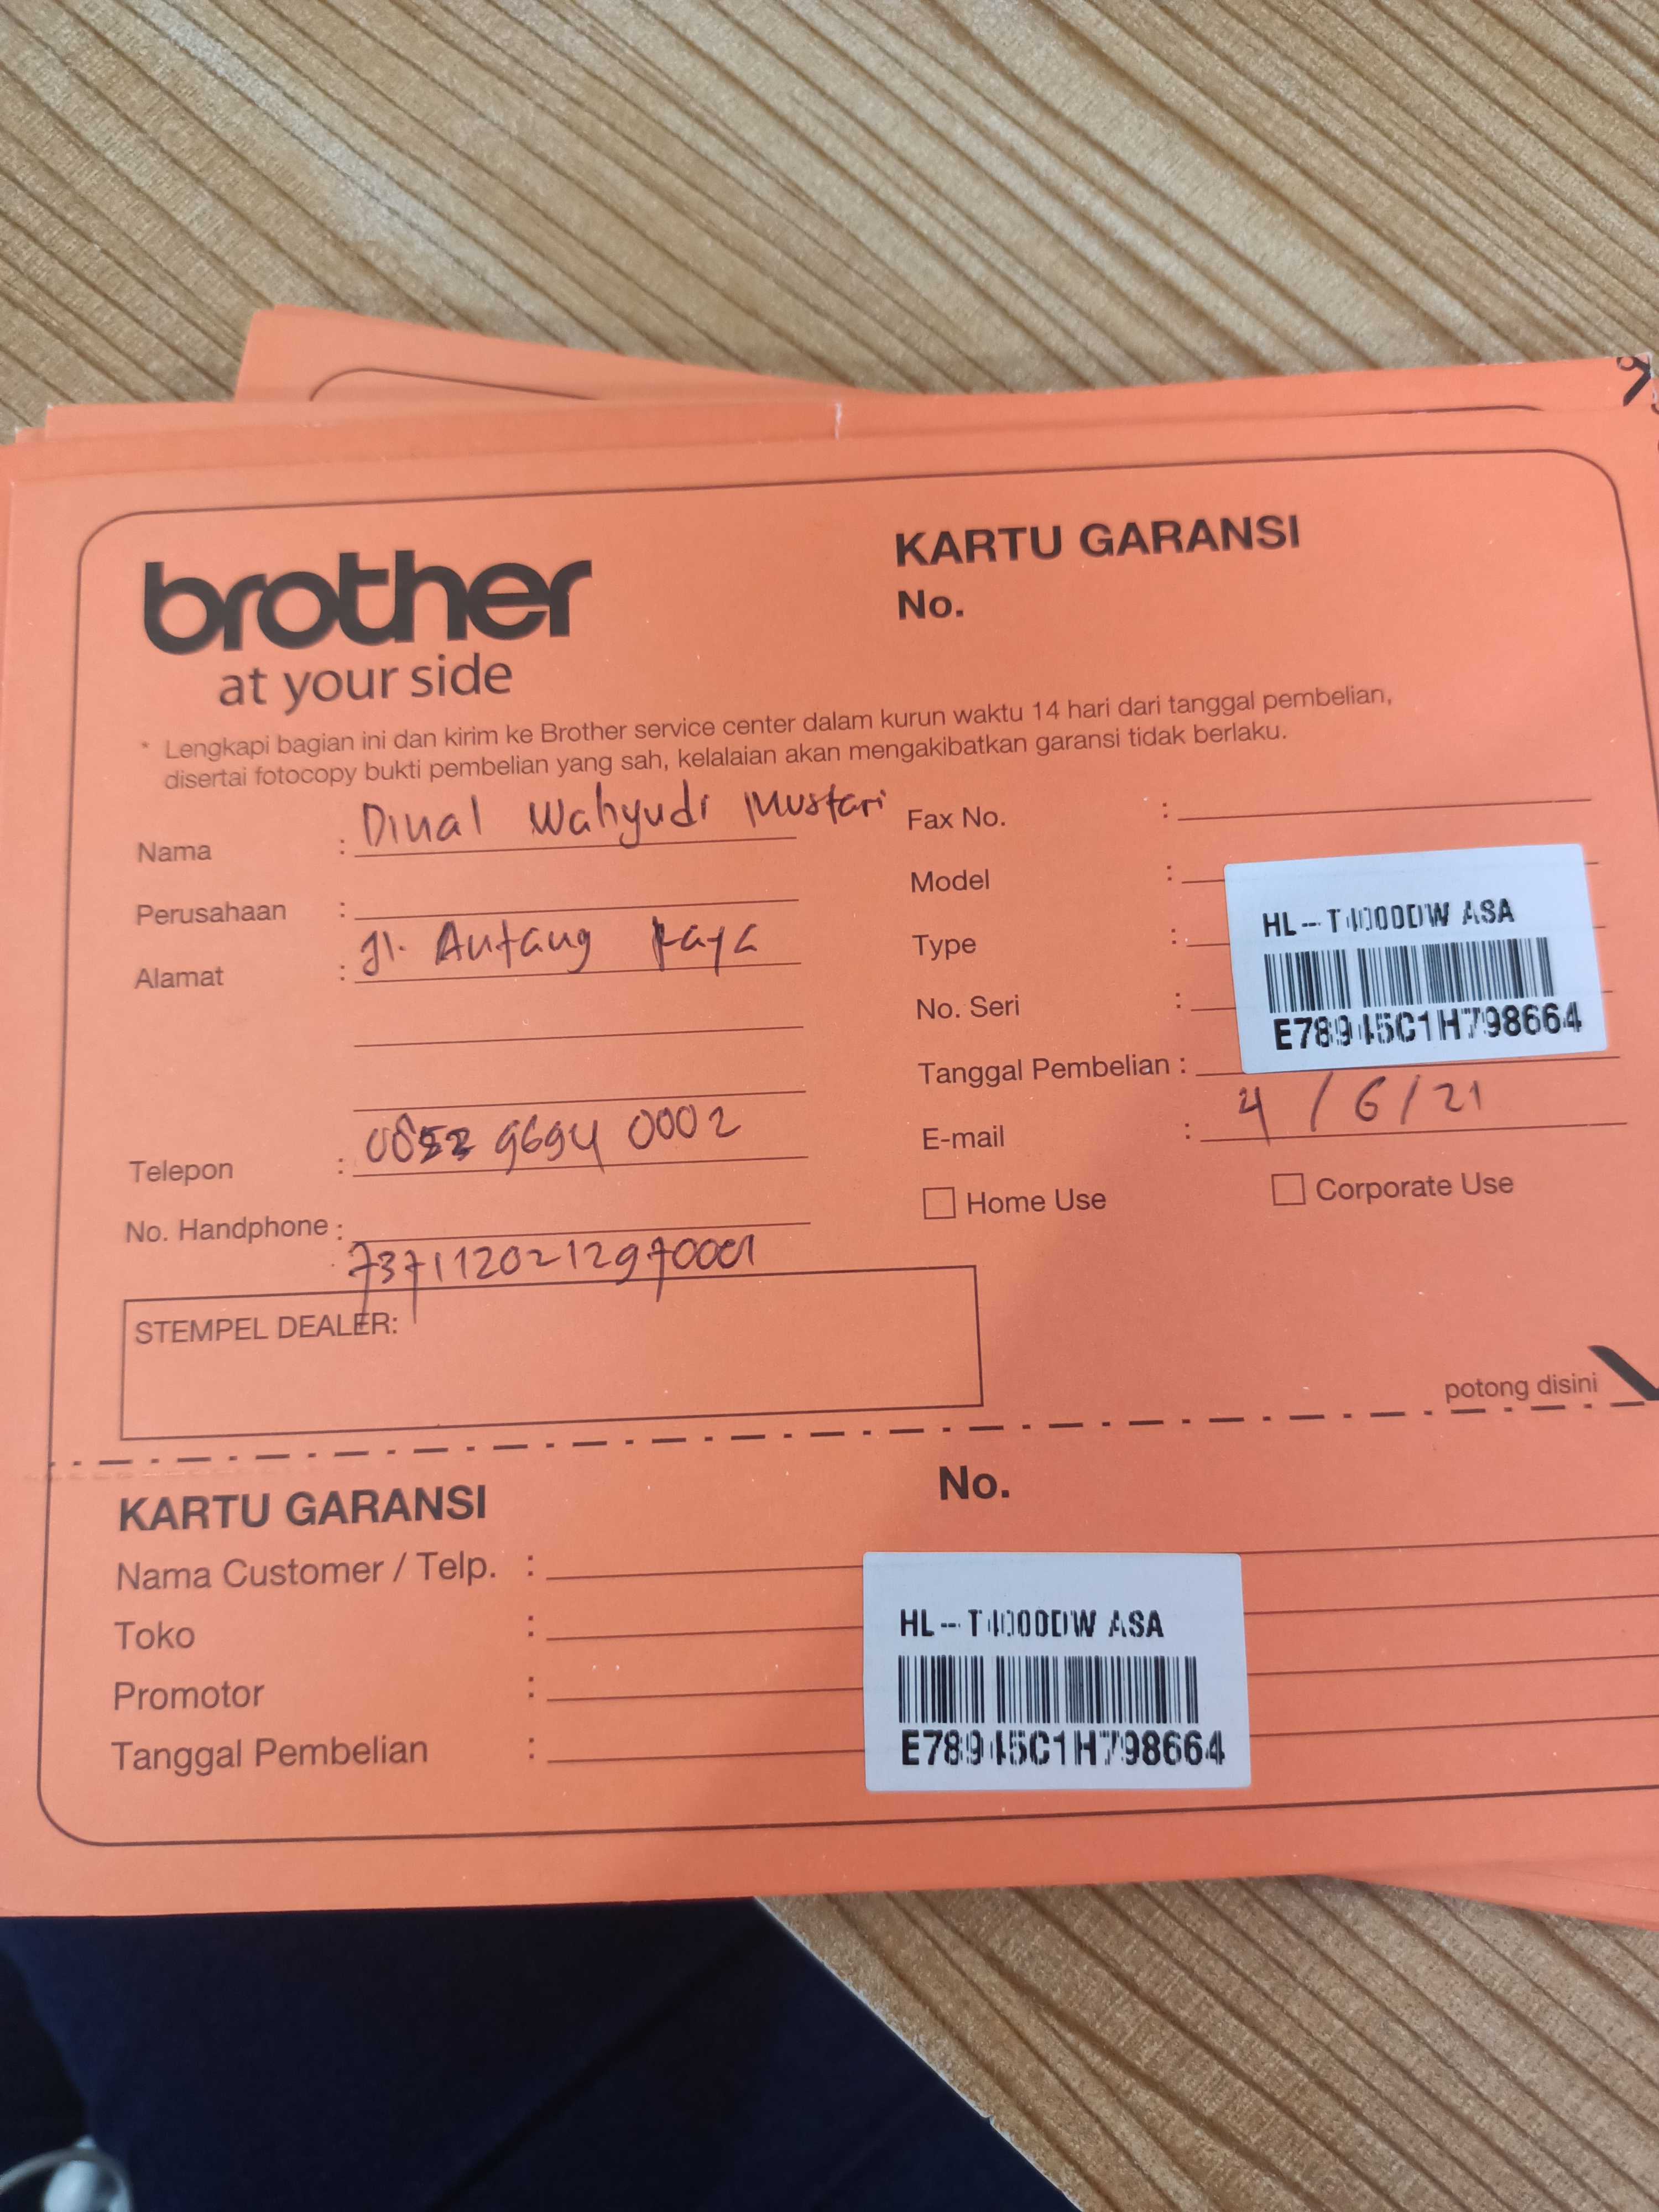 brother
at your side
KARTU GARANSI
No.
* Lengkapi bagian ini dan kirim ke Brother service center dalam kurun waktu 14 hari dari tanggal pembelian,
disertai fotocopy bukti pembelian yang sah, kelalaian akan mengakibatkan garansi tidak berlaku.
Nama : Dinal Wahyudi Mustari
Perusahaan :
Alamat : Jl. Antang Raya
Telepon : 0852 9694 0002
No. Handphone :
7371120212970001
STEMPEL DEALER:
Fax No. :
Model :
Type :
No. Seri :
HL-T4000DW ASA
E78945C1H798664
Tanggal Pembelian :
4/6/21
E-mail :
Home Use
Corporate Use
potong disini
KARTU GARANSI
No.
Nama Customer / Telp. :
Toko :
Promotor :
Tanggal Pembelian :
HL-T4000DW ASA
E78945C1H798664